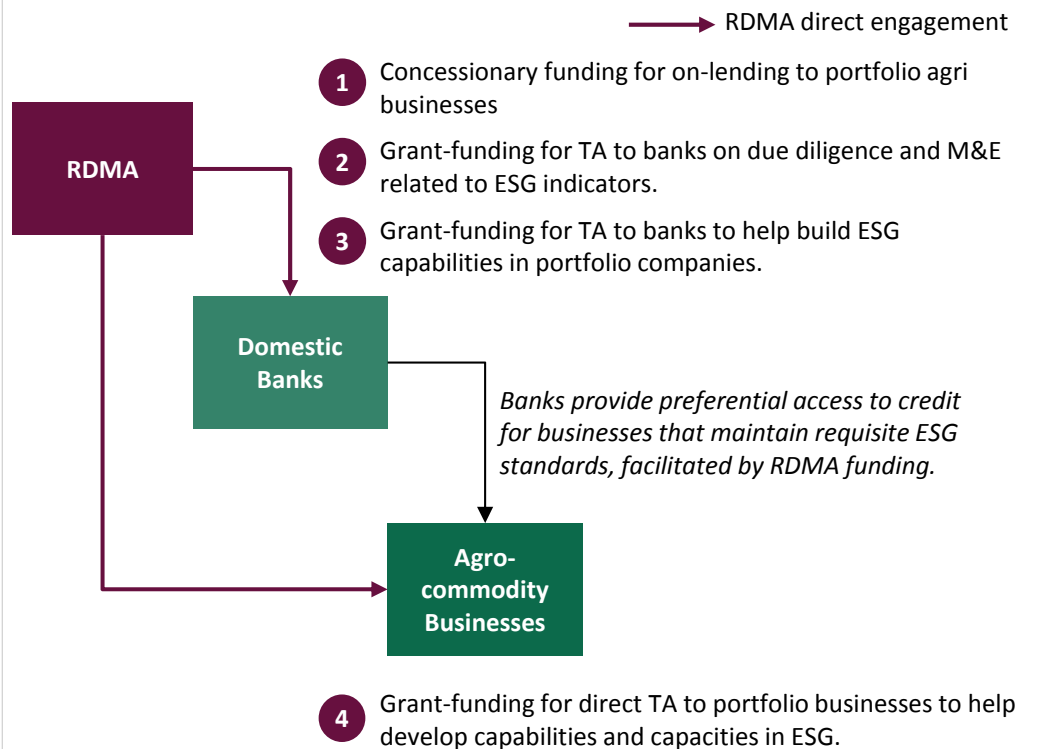 RDMA direct engagement
1 Concessionary funding for on-lending to portfolio agri
businesses
RDMA
2 Grant-funding for TA to banks on due diligence and M&E
related to ESG indicators.
3 Grant-funding for TA to banks to help build ESG
capabilities in portfolio companies.
Domestic
Banks
Banks provide preferential access to credit
for businesses that maintain requisite ESG
standards, facilitated by RDMA funding.
Agro-
commodity
Businesses
4 Grant-funding for direct TA to portfolio businesses to help
develop capabilities and capacities in ESG.